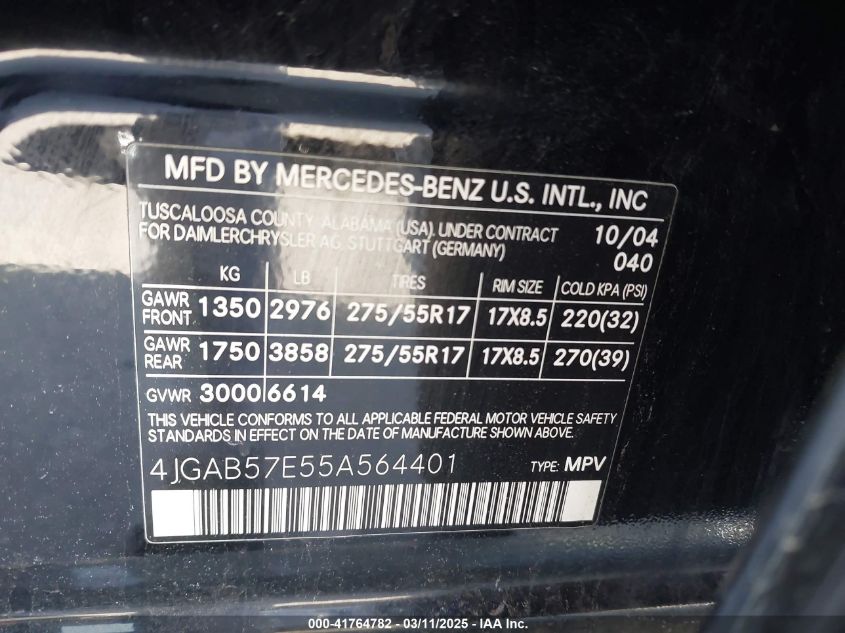 MFD BY MERCEDES-BENZ U.S. INTL., INC
TUSCALOOSA COUNTY, ALABAMA (USA), UNDER CONTRACT 10/04
FOR DAIMLERCHRYSLER AG, STUTTGART (GERMANY) 040
KG LB TIRES RIM SIZE COLD KPA (PSI)
GAWR FRONT 1350 2976 275/55R17 17X8.5 220(32)
GAWR REAR 1750 3858 275/55R17 17X8.5 270(39)
GVWR 3000 6614
THIS VEHICLE CONFORMS TO ALL APPLICABLE FEDERAL MOTOR VEHICLE SAFETY
STANDARDS IN EFFECT ON THE DATE OF MANUFACTURE SHOWN ABOVE.
4JGAB57E55A564401 TYPE: MPV
000-41764782 - 03/11/2025 - IAA Inc.